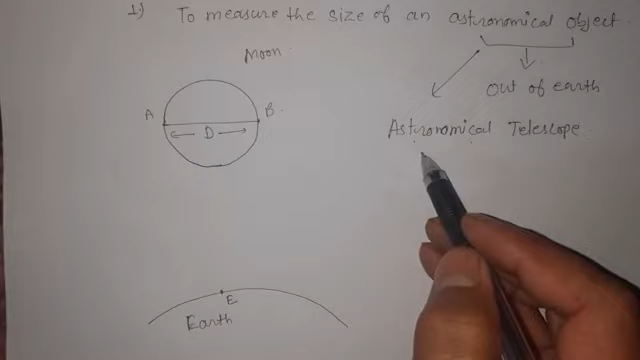 1) To measure the size of an astronomical object.
Moon
out of earth
A
B
D
Astronomical Telescope
E
Earth